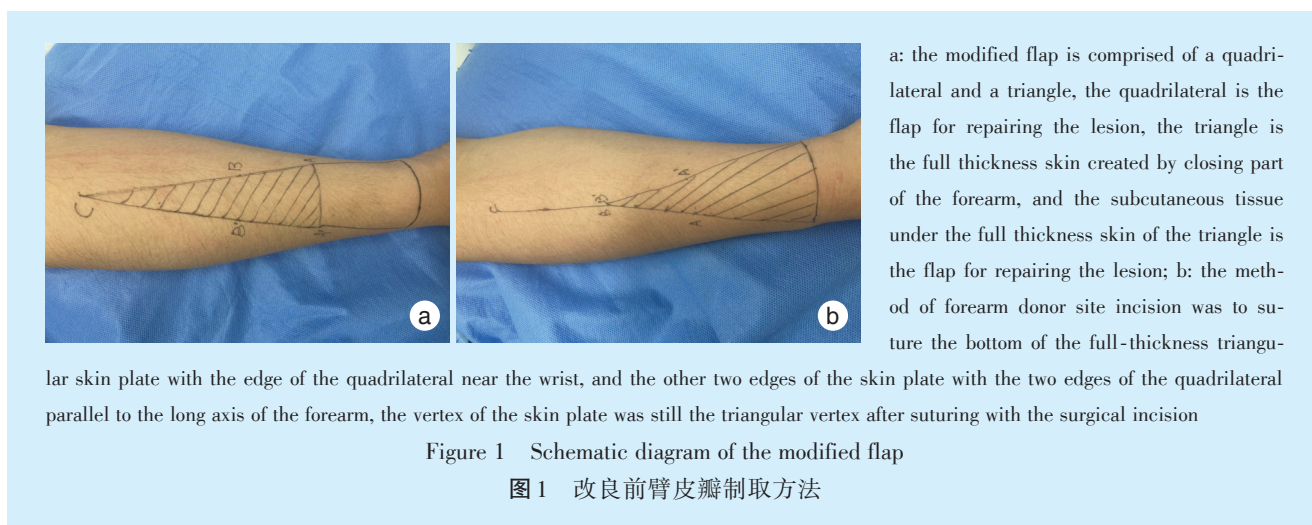 C
B
B'
A
A'
a
C
B
B'
A
A'
b
a: the modified flap is comprised of a quadri-
lateral and a triangle, the quadrilateral is the
flap for repairing the lesion, the triangle is
the full thickness skin created by closing part
of the forearm, and the subcutaneous tissue
under the full thickness skin of the triangle is
the flap for repairing the lesion; b: the meth-
od of forearm donor site incision was to su-
ture the bottom of the full-thickness triangu-
lar skin plate with the edge of the quadrilateral near the wrist, and the other two edges of the skin plate with the two edges of the quadrilateral
parallel to the long axis of the forearm, the vertex of the skin plate was still the triangular vertex after suturing with the surgical incision
Figure 1 Schematic diagram of the modified flap
图1 改良前臂皮瓣制取方法